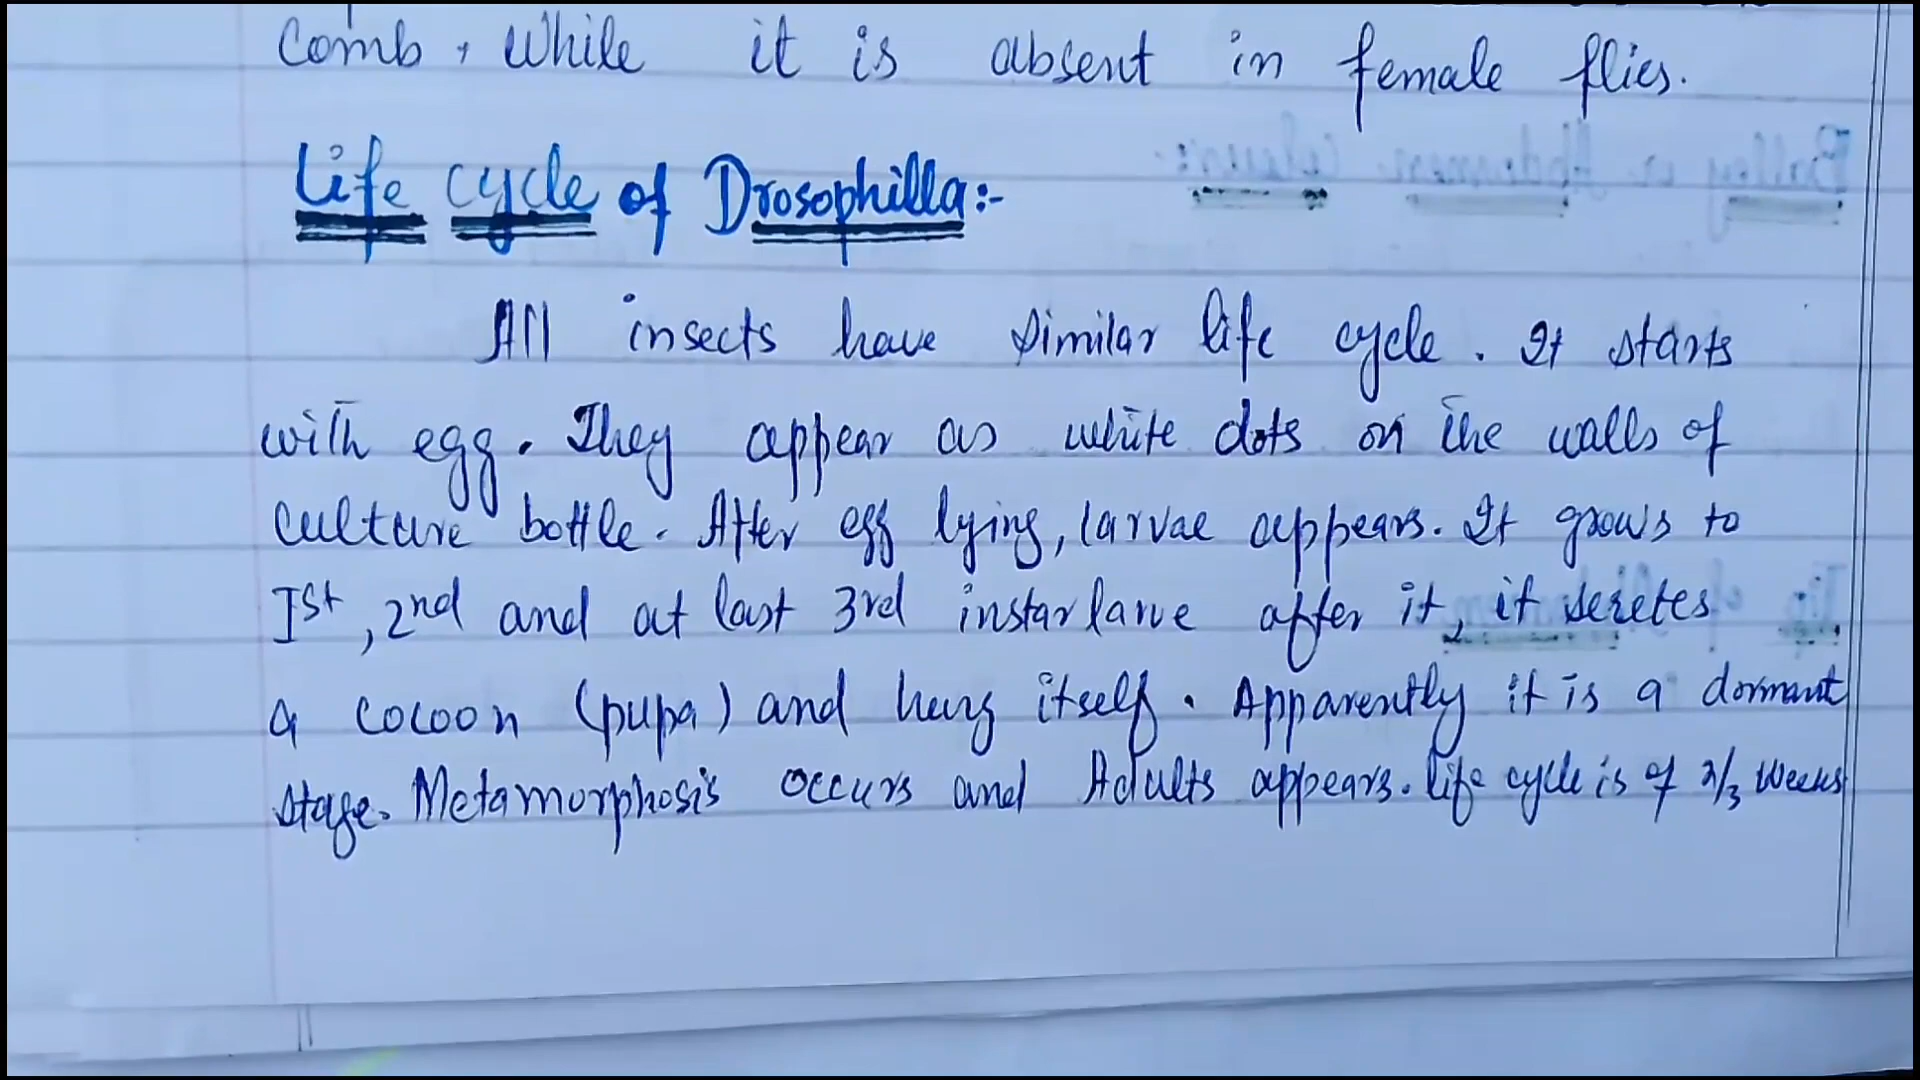 Comb, While it is absent in female flies.
Life cycle of Drosophilla:-
All insects have similar life cycle. It starts
with egg. They appear as white dots on the walls of
culture bottle. After egg lying, larvae appears. It grows to
Ist, 2nd and at last 3rd instar larve after it, it seretes
a cocoon (pupa) and hung itself. Apparently it is a dormant
stage. Metamorphosis occurs and Adults appears. life cycle is of 2/3 weeks